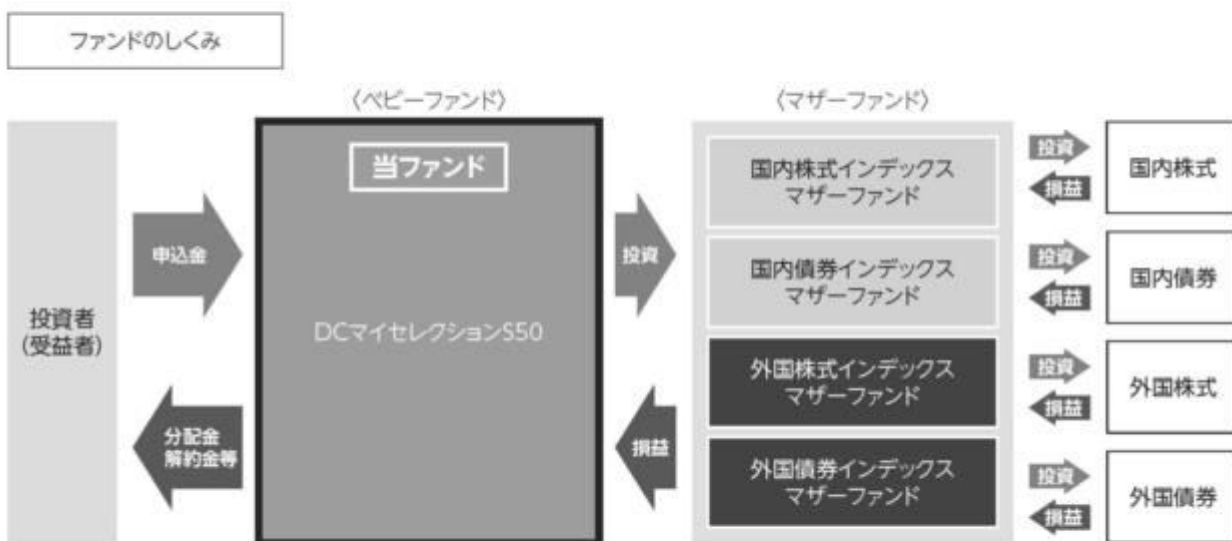 ファンドのしくみ
〈ベビーファンド〉
〈マザーファンド〉
投資者
(受益者)
申込金
分配金
解約金等
当ファンド
DCマイセレクションS50
投資
損益
国内株式インデックス
マザーファンド
投資
損益
国内株式
国内債券インデックス
マザーファンド
投資
損益
国内債券
外国株式インデックス
マザーファンド
投資
損益
外国株式
外国債券インデックス
マザーファンド
投資
損益
外国債券